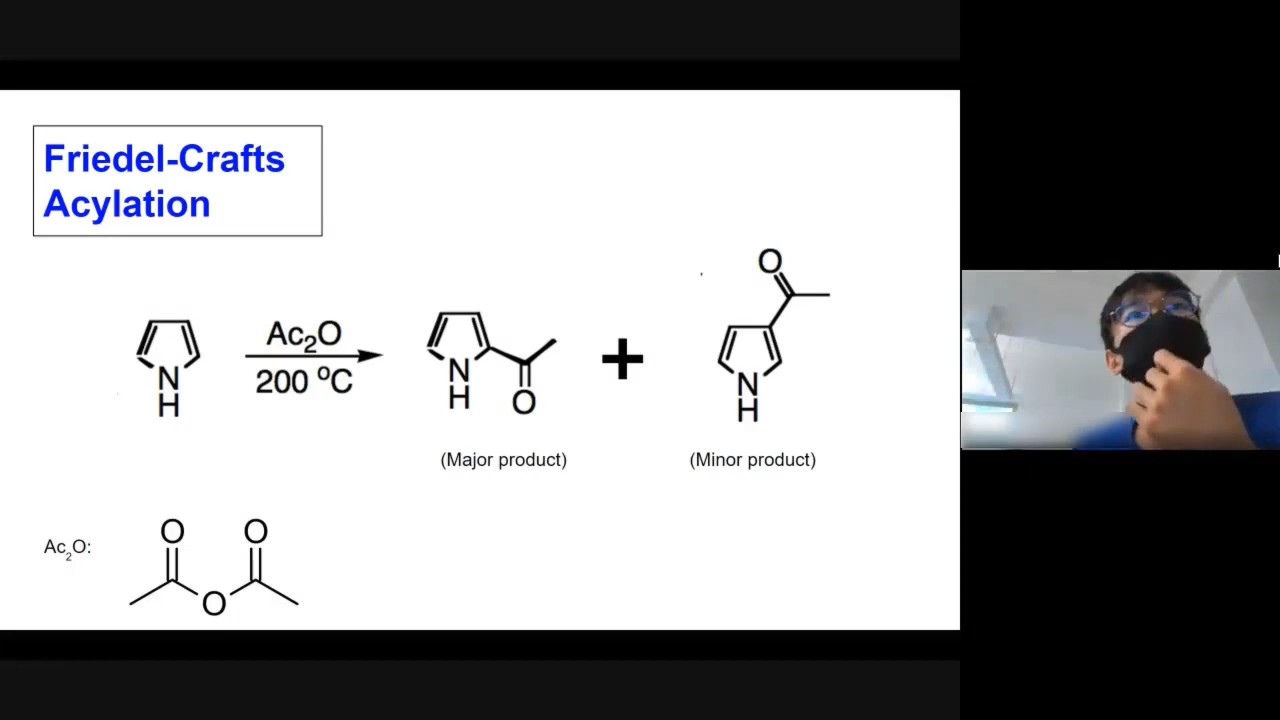 Friedel-Crafts
Acylation
O
Ac₂O
200 ºC
N
H
O
N
H
(Major product)
(Minor product)
N
H
O
Ac₂O:
O
O
O